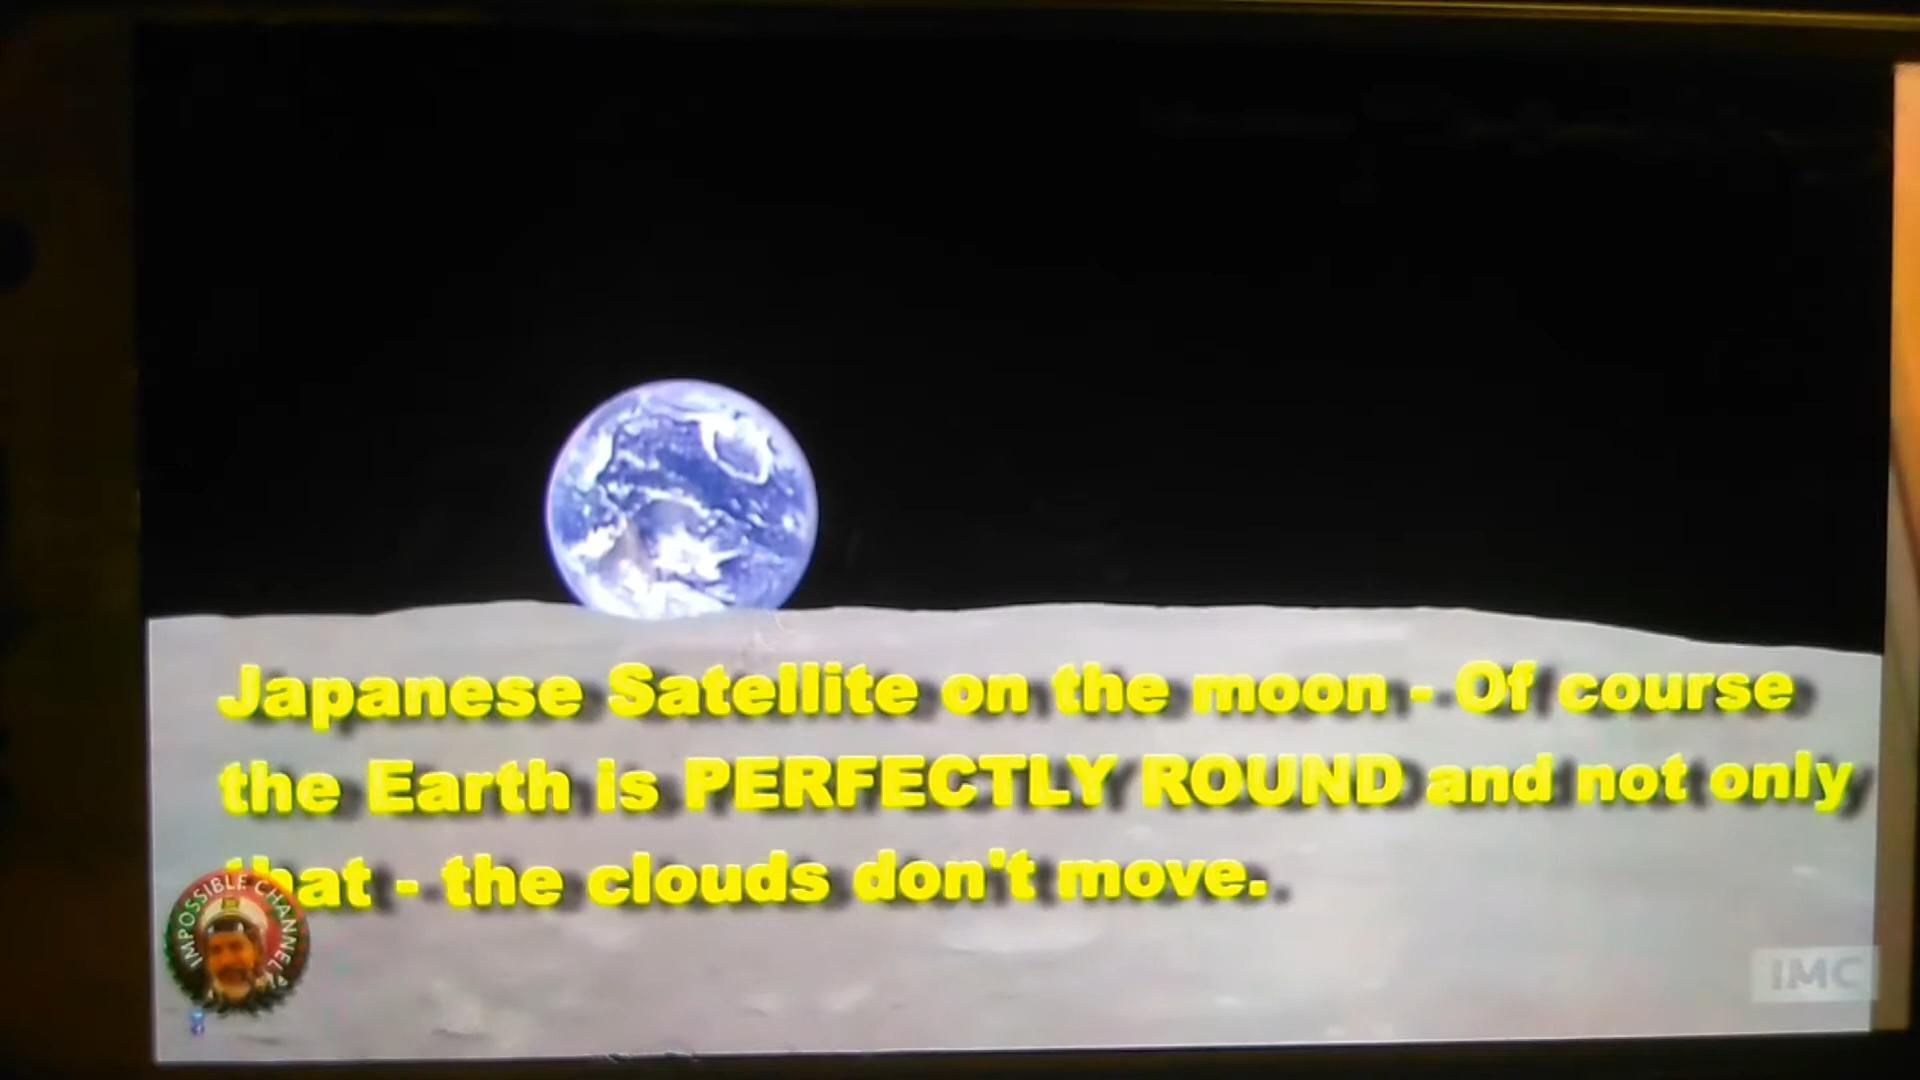 Japanese Satellite on the moon - Of course
the Earth is PERFECTLY ROUND and not only
that - the clouds don't move.
IMPOSSIBLE CHANNEL
IMC